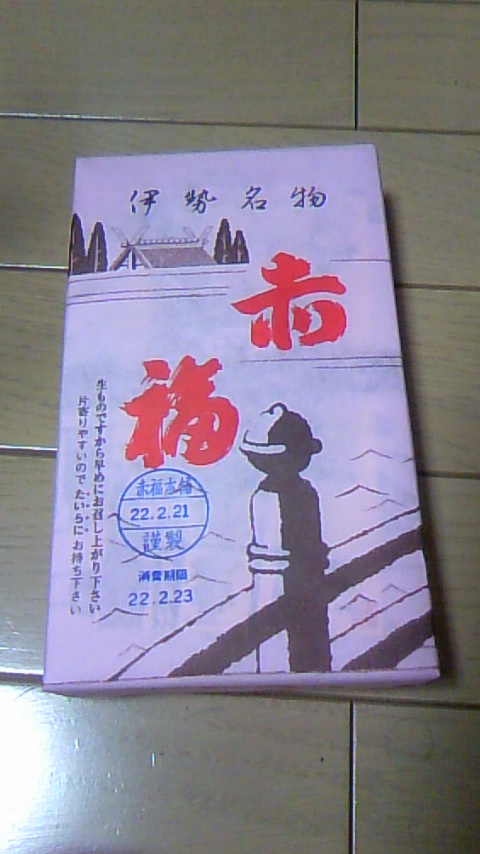 伊勢名物
赤
福
生ものですから早めにお召し上がり下さい
片寄りやすいので たいらに お持ち下さい
赤福本舗
22.2.21
謹製
消費期限
22.2.23